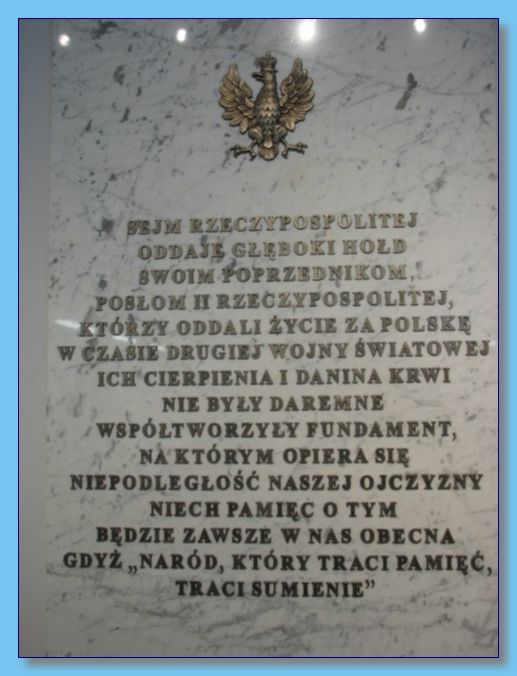 SEJM RZECZYPOSPOLITEJ
ODDAJE GŁĘBOKI HOŁD
SWOIM POPRZEDNIKOM,
POSŁOM II RZECZYPOSPOLITEJ,
KTÓRZY ODDALI ŻYCIE ZA POLSKĘ
W CZASIE DRUGIEJ WOJNY ŚWIATOWEJ
ICH CIERPIENIA I DANINA KRWI
NIE BYŁY DAREMNE
WSPÓŁTWORZYŁY FUNDAMENT,
NA KTÓRYM OPIERA SIĘ
NIEPODLEGŁOŚĆ NASZEJ OJCZYZNY
NIECH PAMIĘĆ O TYM
BĘDZIE ZAWSZE W NAS OBECNA
GDYŻ „NARÓD, KTÓRY TRACI PAMIĘĆ,
TRACI SUMIENIE”